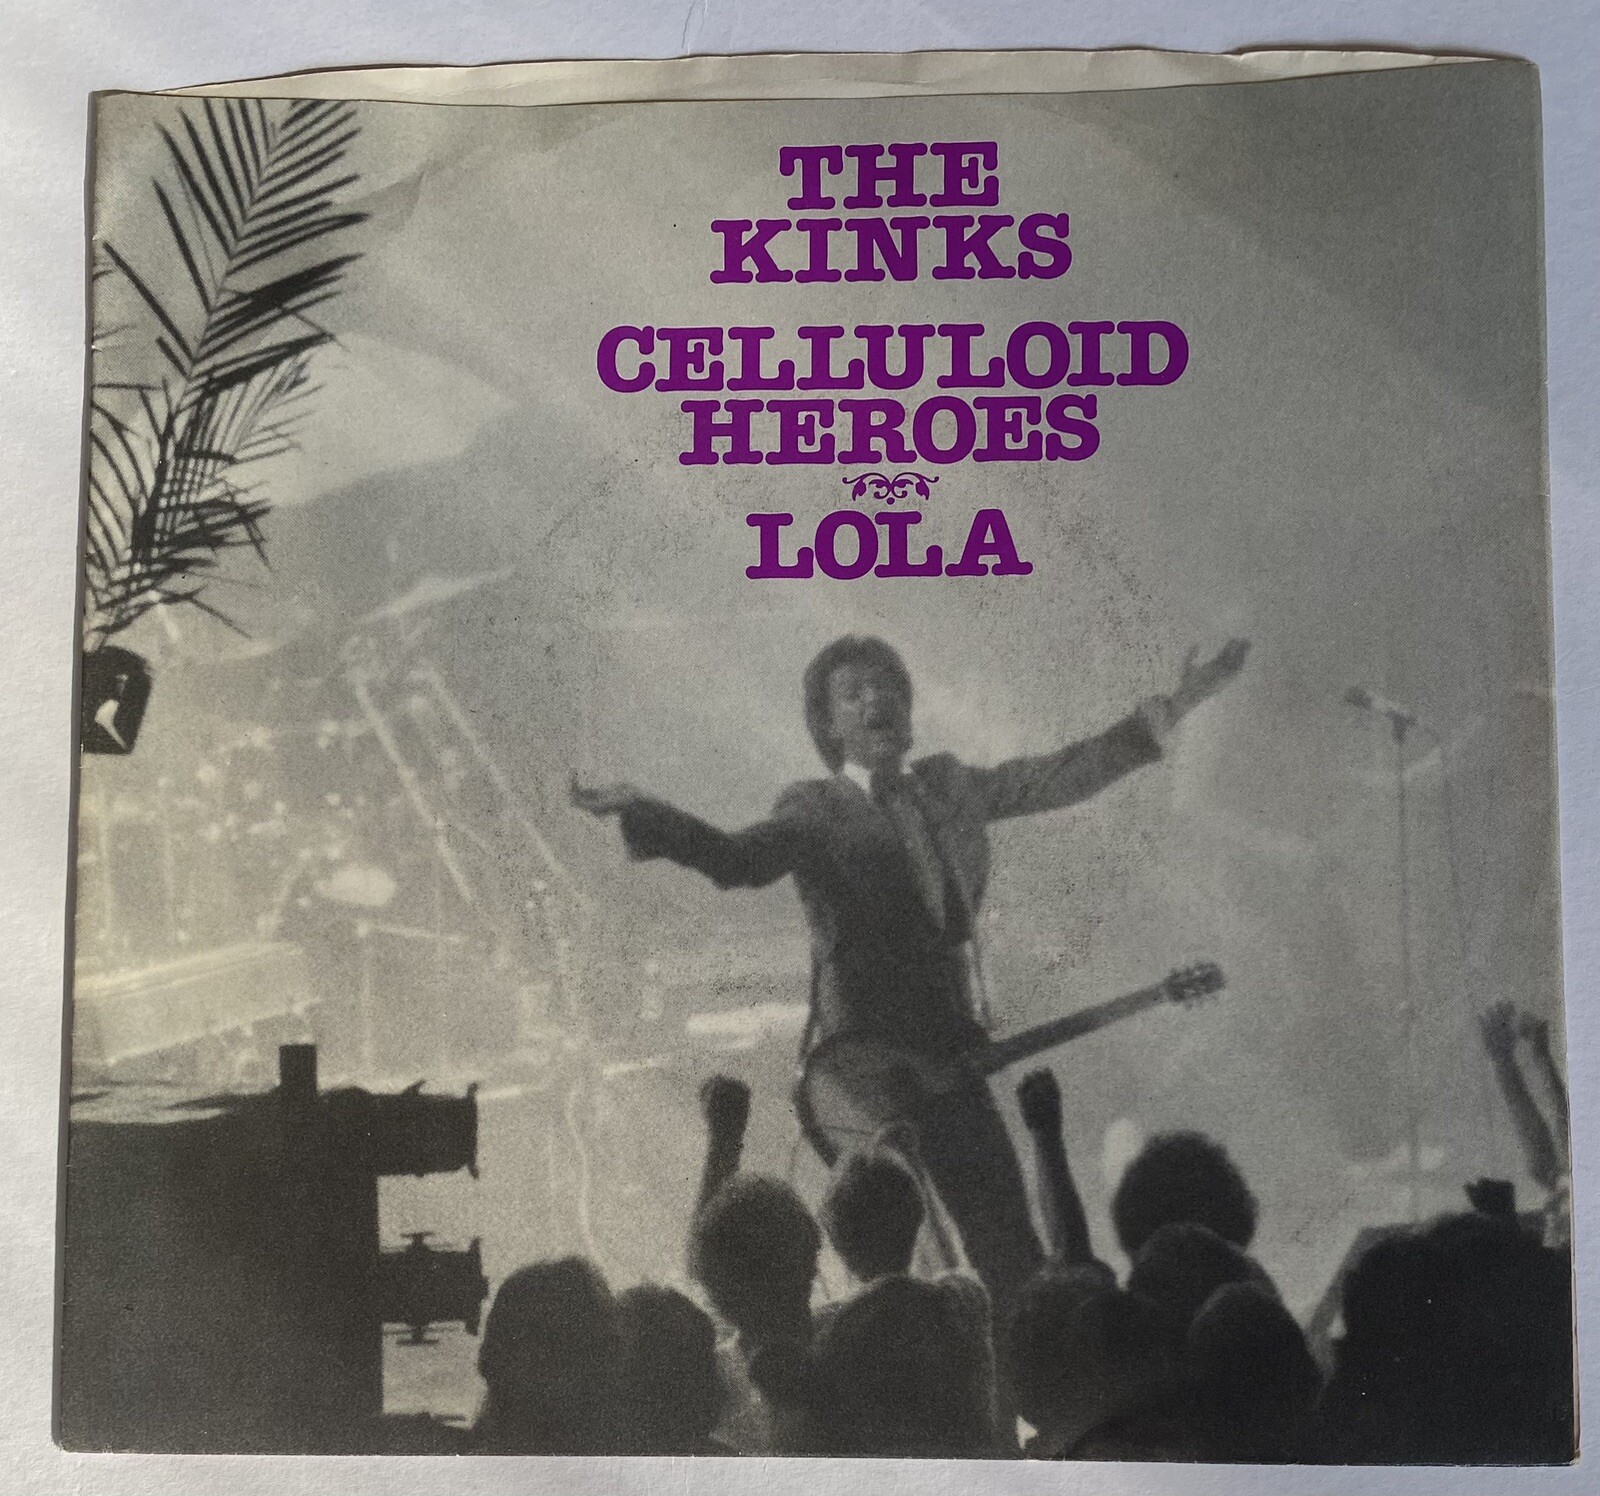 THE
KINKS
CELLULOID
HEROES
LOLA